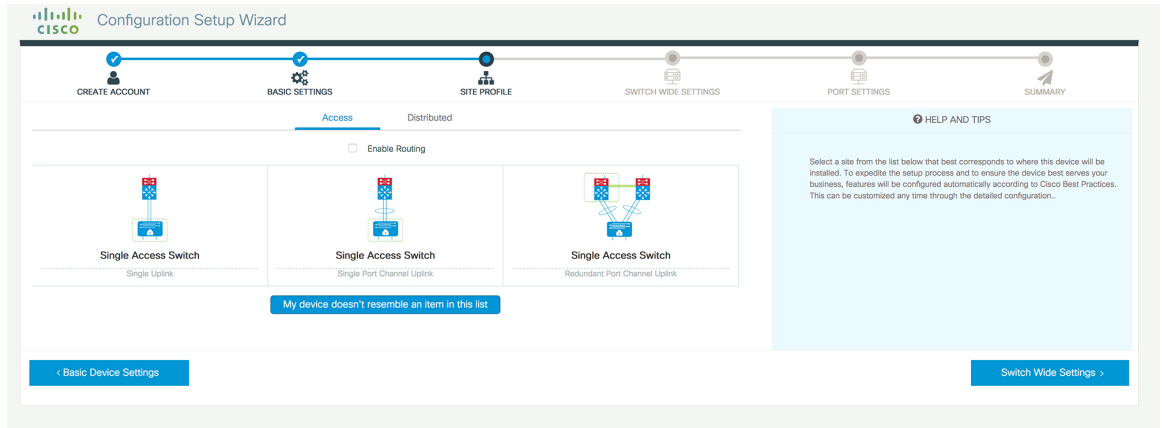 CISCO
Configuration Setup Wizard
CREATE ACCOUNT
BASIC SETTINGS
SITE PROFILE
SWITCH WIDE SETTINGS
PORT SETTINGS
SUMMARY
Access
Distributed
Enable Routing
Single Access Switch
Single Uplink
Single Access Switch
Single Port Channel Uplink
Single Access Switch
Redundant Port Channel Uplink
My device doesn't resemble an item in this list
? HELP AND TIPS
Select a site from the list below that best corresponds to where this device will be
installed. To expedite the setup process and to ensure the device best serves your
business, features will be configured automatically according to Cisco Best Practices.
This can be customized any time through the detailed configuration..
‹ Basic Device Settings
Switch Wide Settings ›